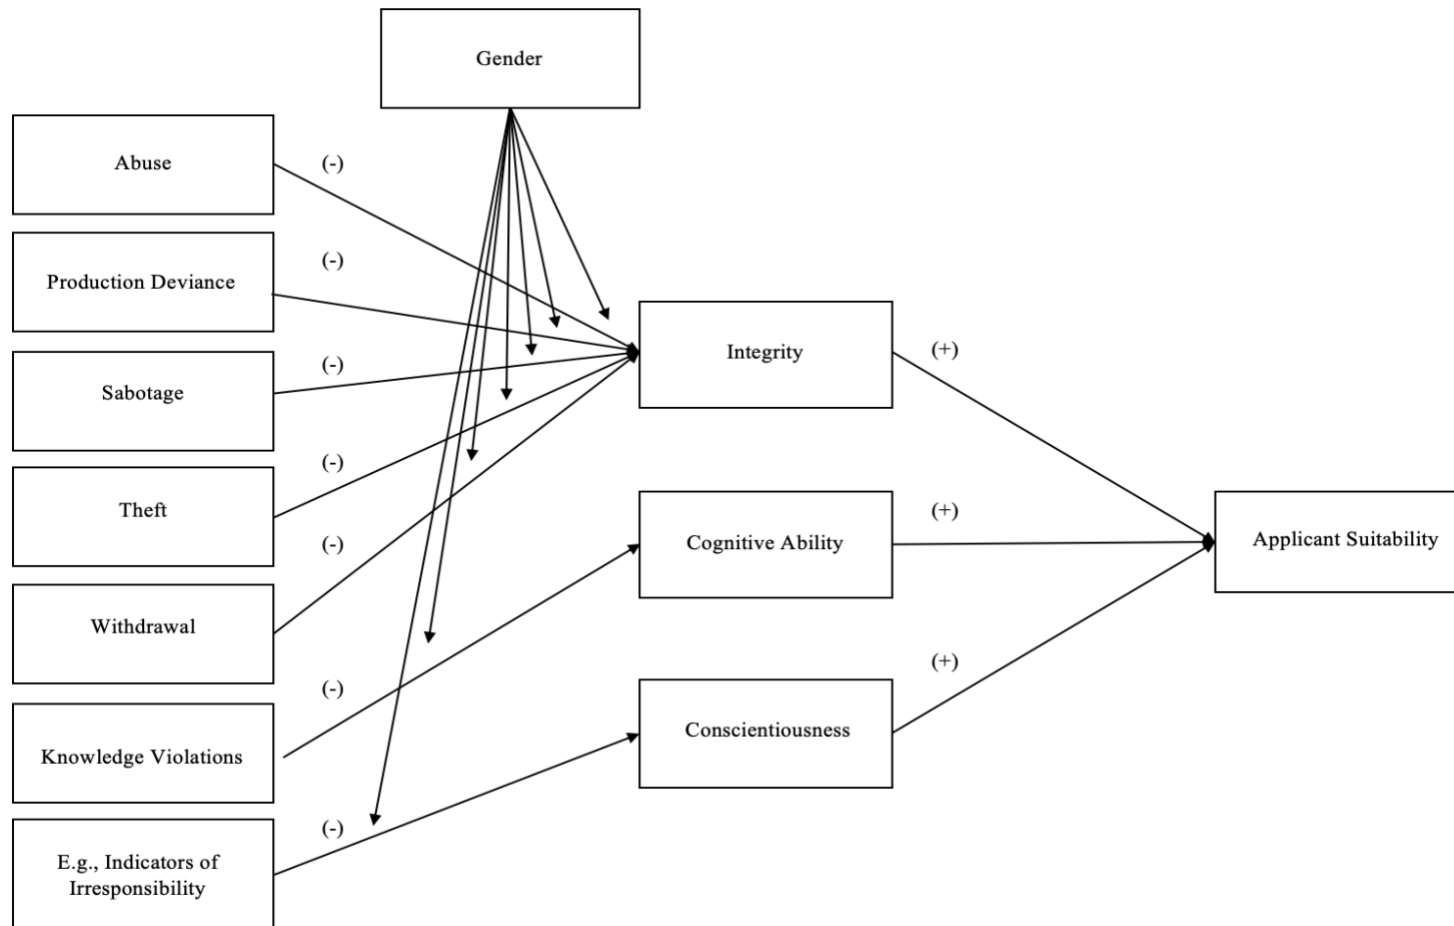 Gender
Abuse
(-)
Production Deviance
(-)
Sabotage
(-)
Theft
(-)
Withdrawal
(-)
Knowledge Violations
(-)
E.g., Indicators of
Irresponsibility
(-)
Integrity
(+)
Cognitive Ability
(+)
Conscientiousness
(+)
Applicant Suitability